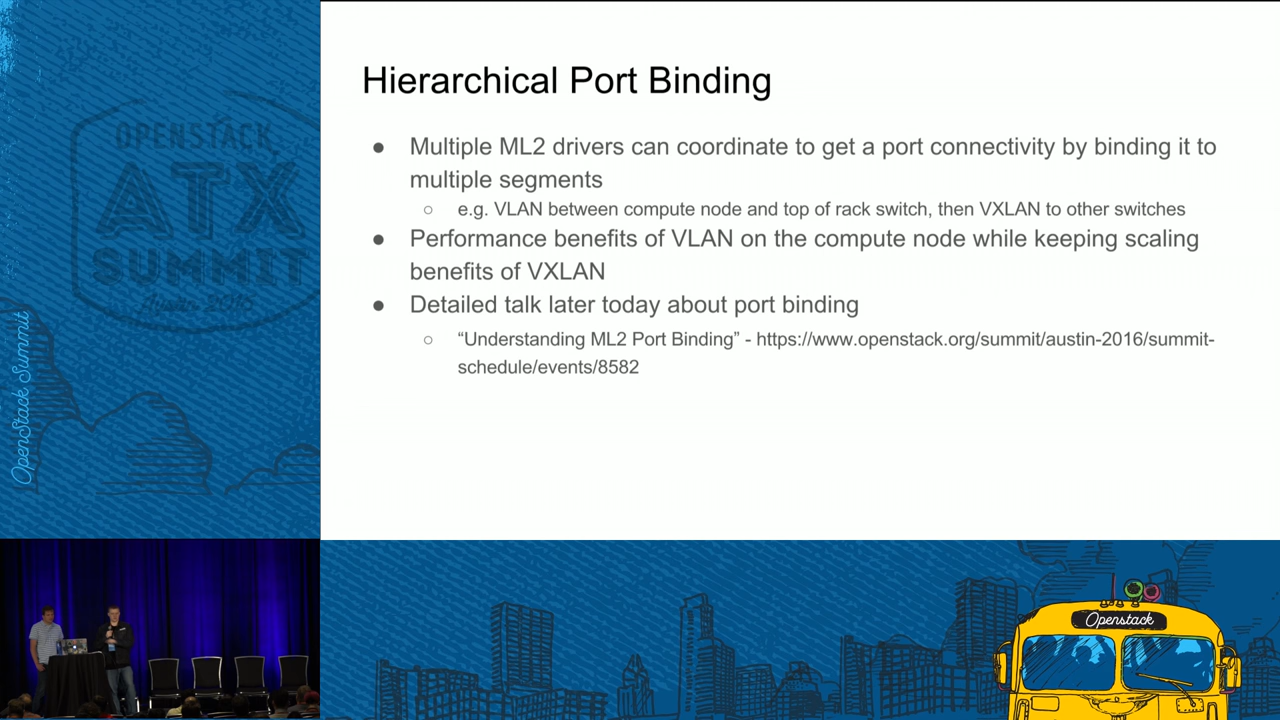 Hierarchical Port Binding
● Multiple ML2 drivers can coordinate to get a port connectivity by binding it to
multiple segments
○ e.g. VLAN between compute node and top of rack switch, then VXLAN to other switches
● Performance benefits of VLAN on the compute node while keeping scaling
benefits of VXLAN
● Detailed talk later today about port binding
○ “Understanding ML2 Port Binding” - https://www.openstack.org/summit/austin-2016/summit-
schedule/events/8582
OPENSTACK
ATX
SUMMIT
Austin 2016
OpenStack Summit
Openstack